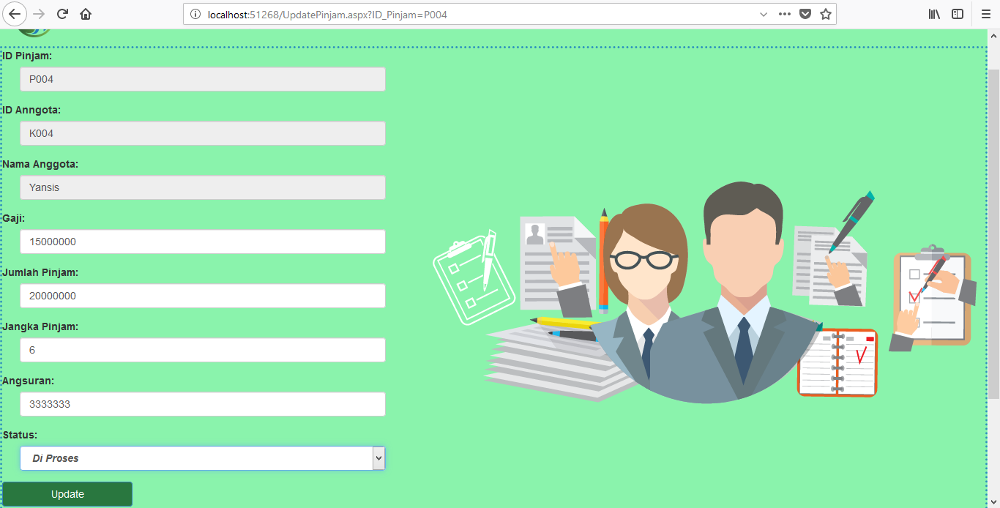 localhost:51268/UpdatePinjam.aspx?ID_Pinjam=P004
ID Pinjam:
P004
ID Anngota:
K004
Nama Anggota:
Yansis
Gaji:
15000000
Jumlah Pinjam:
20000000
Jangka Pinjam:
6
Angsuran:
3333333
Status:
Di Proses
Update